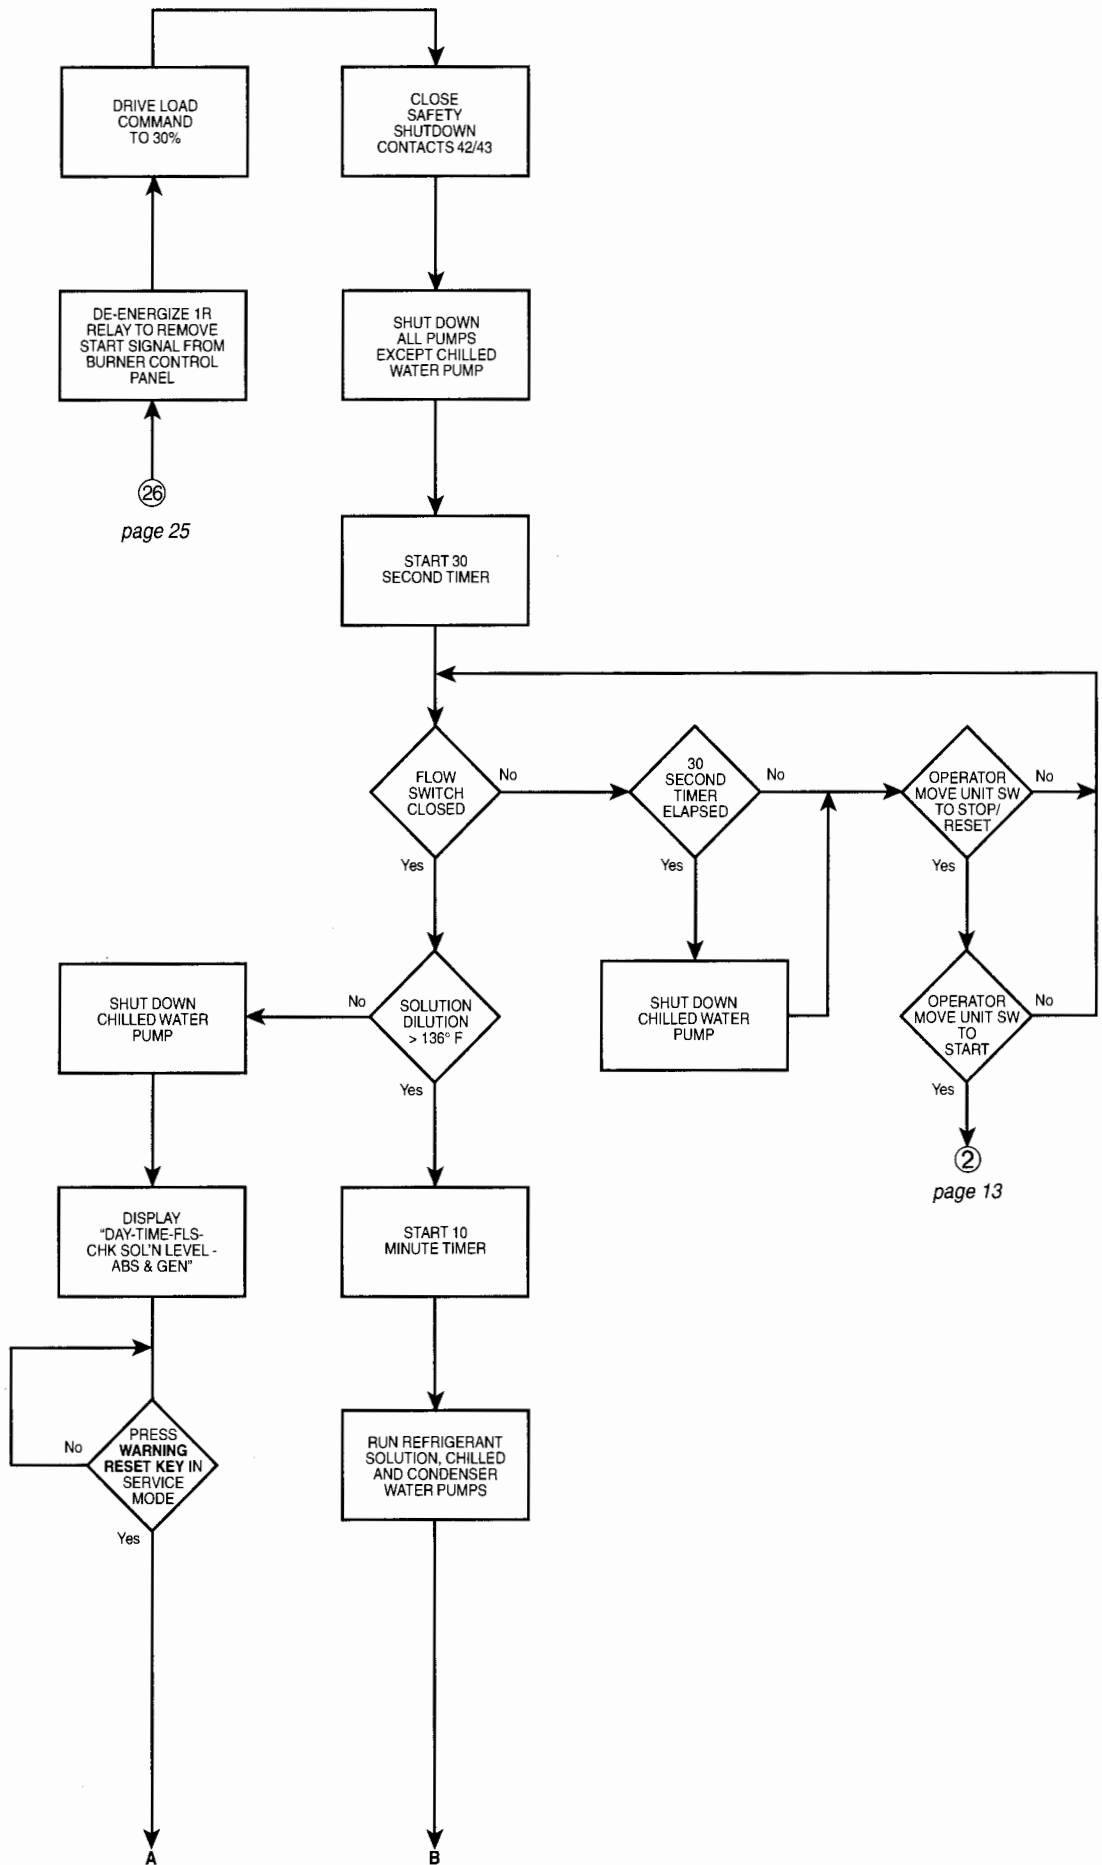 DRIVE LOAD
COMMAND
TO 30%
CLOSE
SAFETY
SHUTDOWN
CONTACTS 42/43
DE-ENERGIZE 1R
RELAY TO REMOVE
START SIGNAL FROM
BURNER CONTROL
PANEL
SHUT DOWN
ALL PUMPS
EXCEPT CHILLED
WATER PUMP
26
page 25
START 30
SECOND TIMER
FLOW
SWITCH
CLOSED
No
Yes
30
SECOND
TIMER
ELAPSED
No
Yes
OPERATOR
MOVE UNIT SW
TO STOP/
RESET
No
Yes
SHUT DOWN
CHILLED WATER
PUMP
No
SOLUTION
DILUTION
> 136° F
Yes
SHUT DOWN
CHILLED WATER
PUMP
OPERATOR
MOVE UNIT SW
TO
START
No
Yes
2
page 13
DISPLAY
"DAY-TIME-FLS-
CHK SOL'N LEVEL -
ABS & GEN"
START 10
MINUTE TIMER
PRESS
WARNING
RESET KEY IN
SERVICE
MODE
No
Yes
RUN REFRIGERANT
SOLUTION, CHILLED
AND CONDENSER
WATER PUMPS
A
B